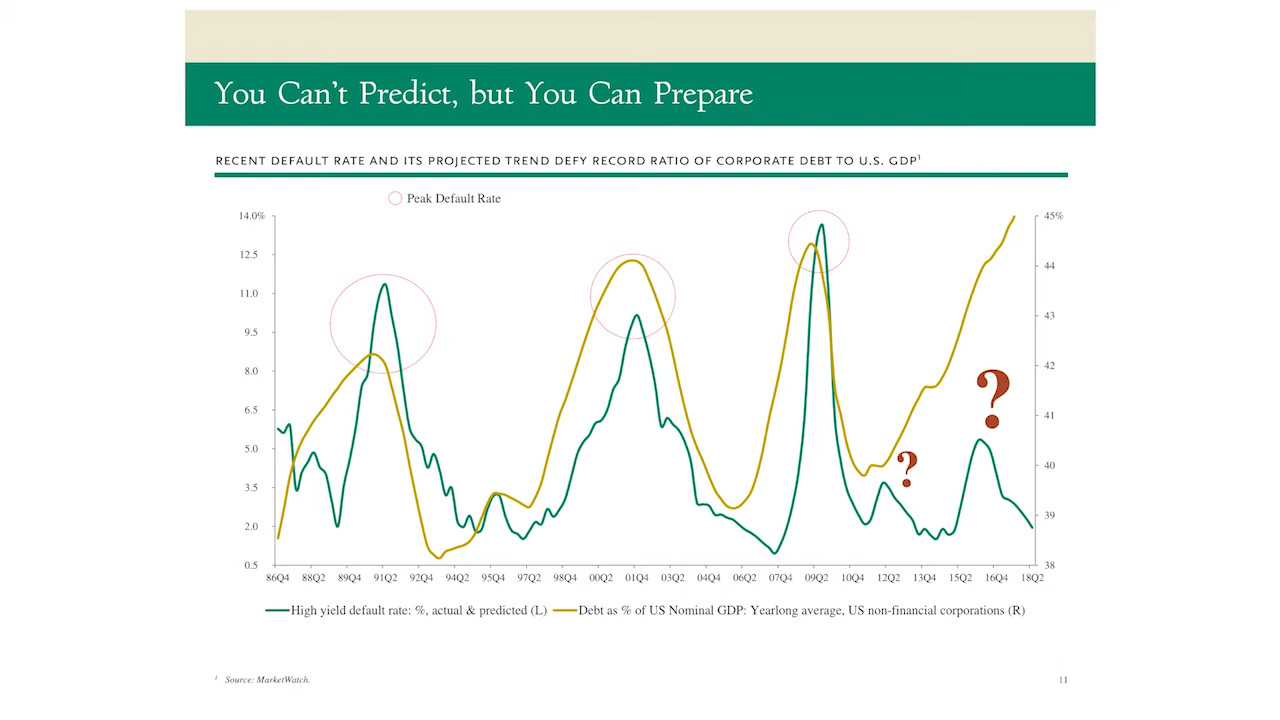 You Can't Predict, but You Can Prepare
RECENT DEFAULT RATE AND ITS PROJECTED TREND DEFY RECORD RATIO OF CORPORATE DEBT TO U.S. GDP¹
Peak Default Rate
14.0% 45%
12.5 44
11.0 43
9.5 42
8.0 41
6.5 40
5.0 39
3.5 38
2.0
0.5
? ?
86Q4 88Q2 89Q4 91Q2 92Q4 94Q2 95Q4 97Q2 98Q4 00Q2 01Q4 03Q2 04Q4 06Q2 07Q4 09Q2 10Q4 12Q2 13Q4 15Q2 16Q4 18Q2
High yield default rate: %, actual & predicted (L) Debt as % of US Nominal GDP: Yearlong average, US non-financial corporations (R)
¹ Source: MarketWatch. 11